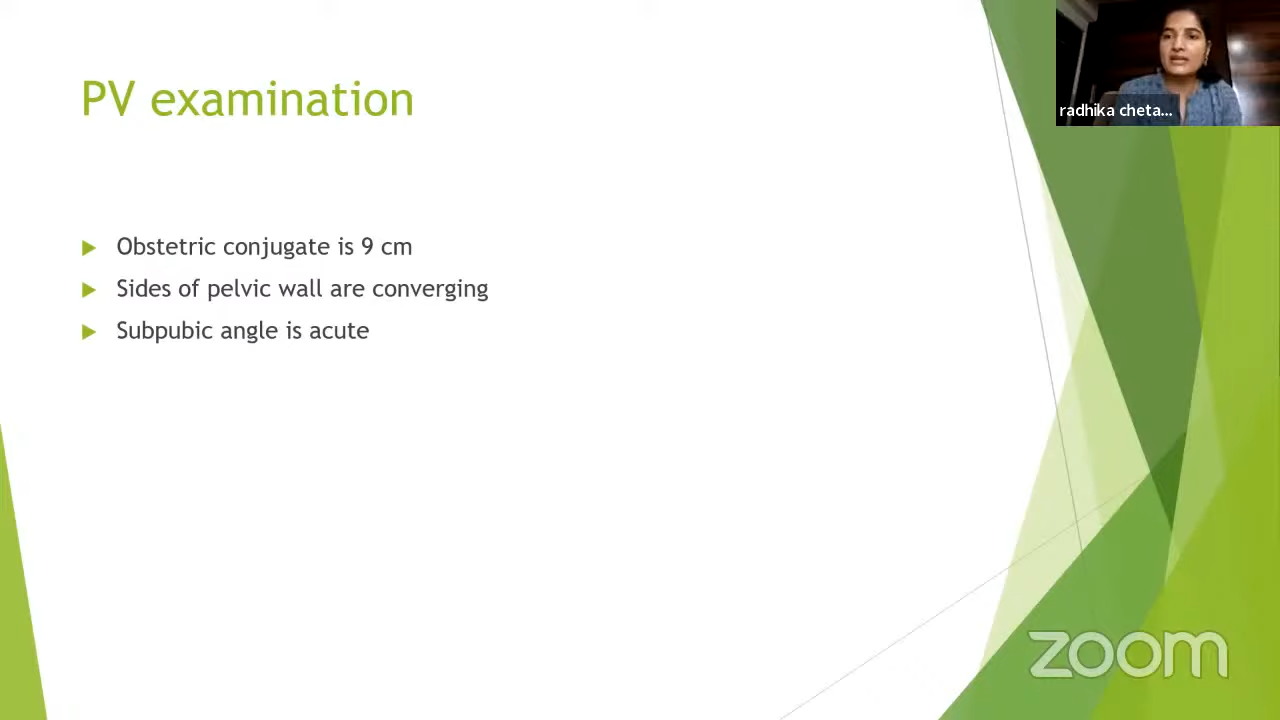 PV examination
radhika cheta...
Obstetric conjugate is 9 cm
Sides of pelvic wall are converging
Subpubic angle is acute
zoom